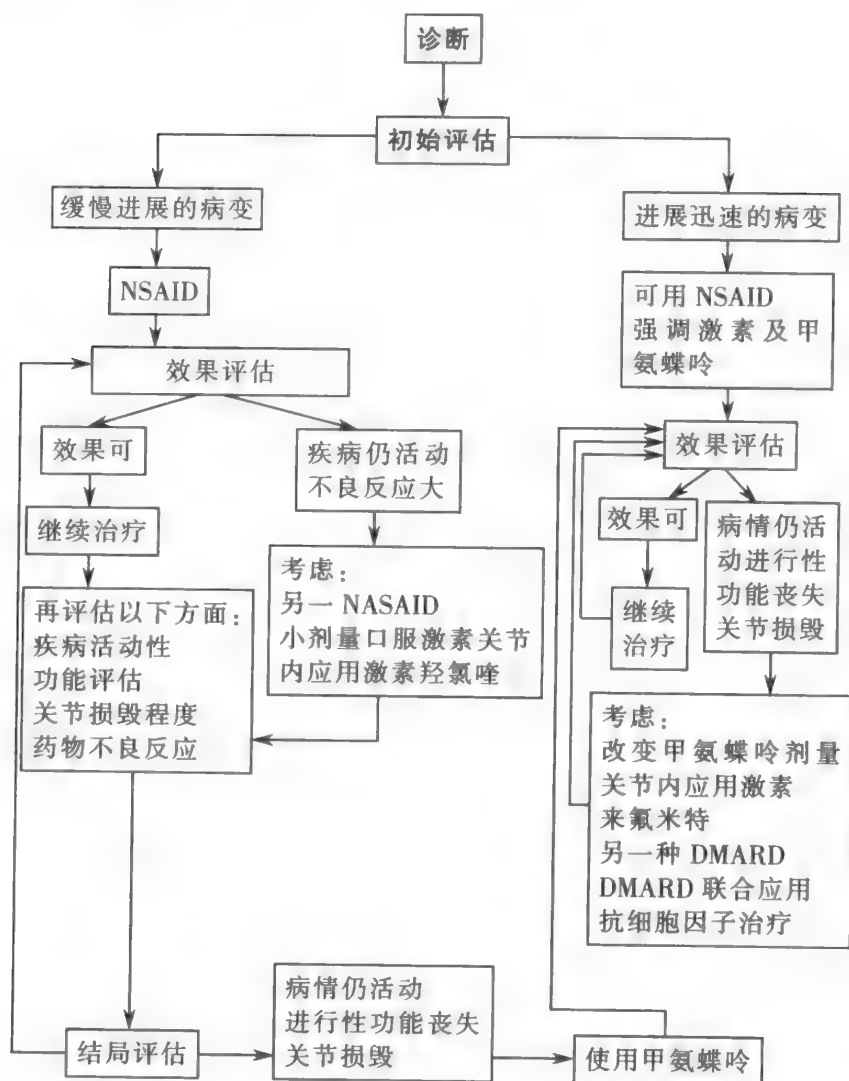 诊断
初始评估
缓慢进展的病变
NSAID
效果评估
效果可
继续治疗
疾病仍活动
不良反应大
再评估以下方面：
疾病活动性
功能评估
关节损毁程度
药物不良反应
考虑：
另一 NASAID
小剂量口服激素关节
内应用激素羟氯喹
结局评估
病情仍活动
进行性功能丧失
关节损毁
使用甲氨蝶呤
进展迅速的病变
可用 NSAID
强调激素及甲
氨蝶呤
效果评估
效果可
继续
治疗
病情仍活
动进行性
功能丧失
关节损毁
考虑：
改变甲氨蝶呤剂量
关节内应用激素
来氟米特
另一种 DMARD
DMARD 联合应用
抗细胞因子治疗